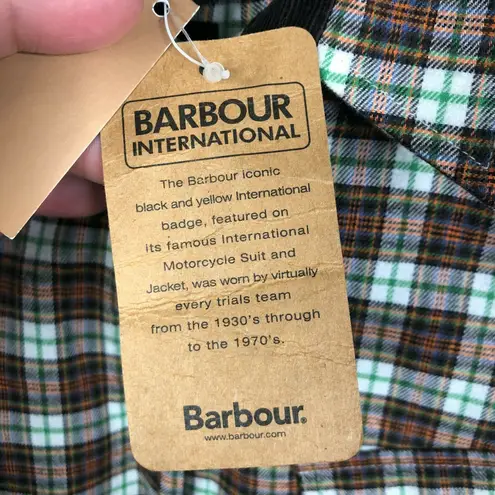 BARBOUR
INTERNATIONAL
The Barbour iconic
black and yellow International
badge, featured on
its famous International
Motorcycle Suit and
Jacket, was worn by virtually
every trials team
from the 1930's through
to the 1970's.
Barbour.
www.barbour.com